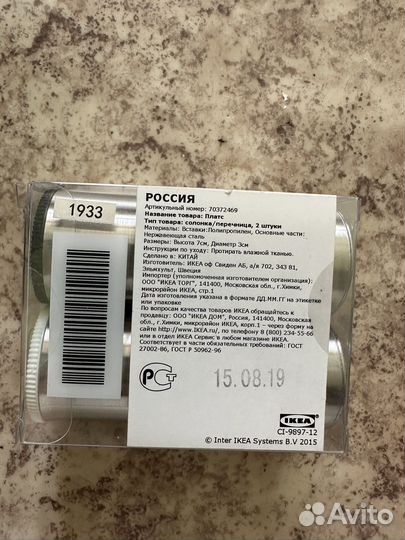 1933
РОССИЯ
Артикульный номер: 70372469
Название товара: Платс
Тип товара: солонка/перечница, 2 штуки
Материалы: Вставки:Полипропилен, Основные части:
Нержавеющая сталь
Размеры: Высота 7см, Диаметр 3см
Инструкции по уходу: Протирать влажной тканью.
Сделано в: КИТАЙ
Изготовитель: ИКЕА оф Свиден АБ, а/я 702, 343 81,
Эльмхульт, Швеция
Импортер (уполномоченная изготовителем организация):
ООО "ИКЕА ТОРГ", 141400, Московская обл., г.Химки,
микрорайон ИКЕА, стр.1
Дата изготовления указана в формате ДД.ММ.ГГ на этикетке
или упаковке
По вопросам качества товаров ИКЕА обращайтесь к
продавцу: ООО "ИКЕА ДОМ", Россия, 141400, Московская
обл., г.Химки, микрорайон ИКЕА, корп.1 – через форму на
сайте http://www.IKEA.ru/, по телефону 8 (800) 234-55-66
или в отделе ИКЕА Сервис в любом магазине ИКЕА.
Соответствует в части обязательных требований: ГОСТ
27002-86, ГОСТ Р 50962-96
15.08.19
IKEA
CI-9897-12
© Inter IKEA Systems B.V 2015
Avito